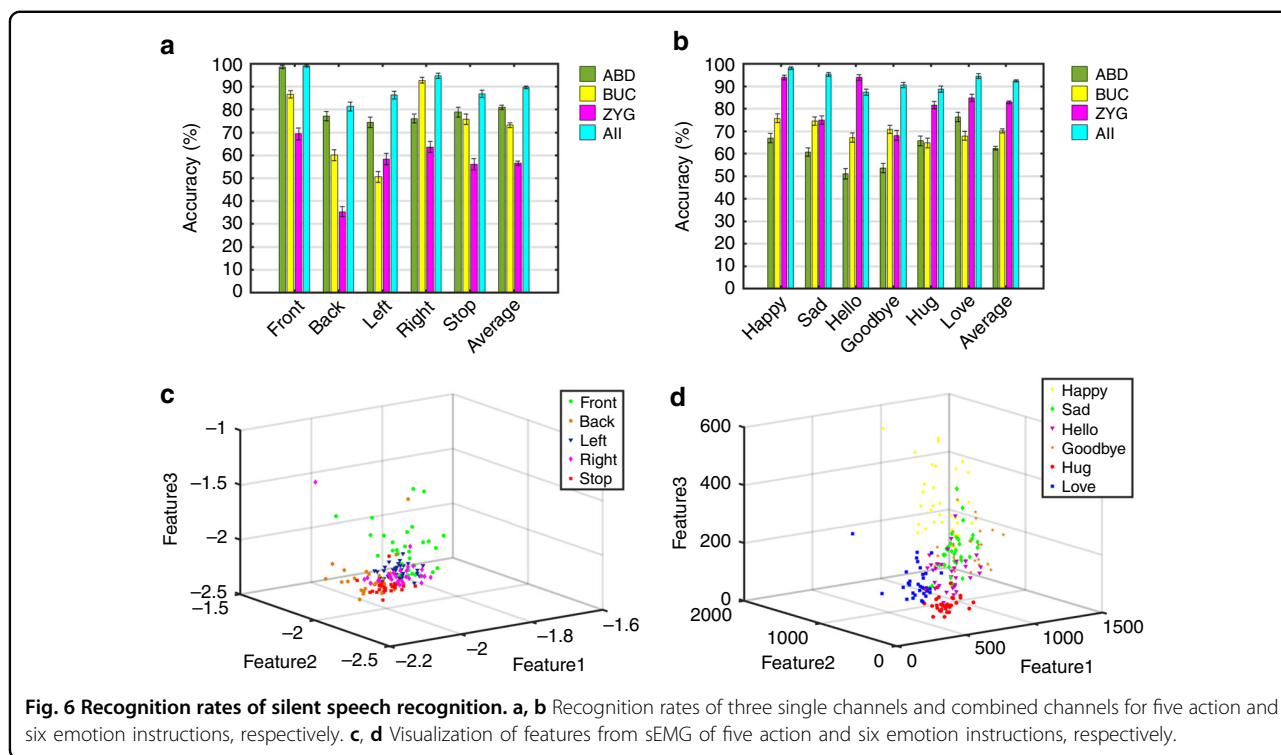 a
Accuracy (%)
100
90
80
70
60
50
40
30
20
10
0
Front
Back
Left
Right
Stop
Average
ABD
BUC
ZYG
All
b
Accuracy (%)
100
90
80
70
60
50
40
30
20
10
0
Happy
Sad
Hello
Goodbye
Hug
Love
Average
ABD
BUC
ZYG
All
c
Feature3
−1
−1.5
−2
−2.5
−1.5
−2
−2.5
Feature2
−2.2
−2
−1.8
−1.6
Feature1
Front
Back
Left
Right
Stop
d
Feature3
600
400
200
0
2000
1000
0
Feature2
0
500
1000
1500
Feature1
Happy
Sad
Hello
Goodbye
Hug
Love
Fig. 6 Recognition rates of silent speech recognition. a, b Recognition rates of three single channels and combined channels for five action and
six emotion instructions, respectively. c, d Visualization of features from sEMG of five action and six emotion instructions, respectively.